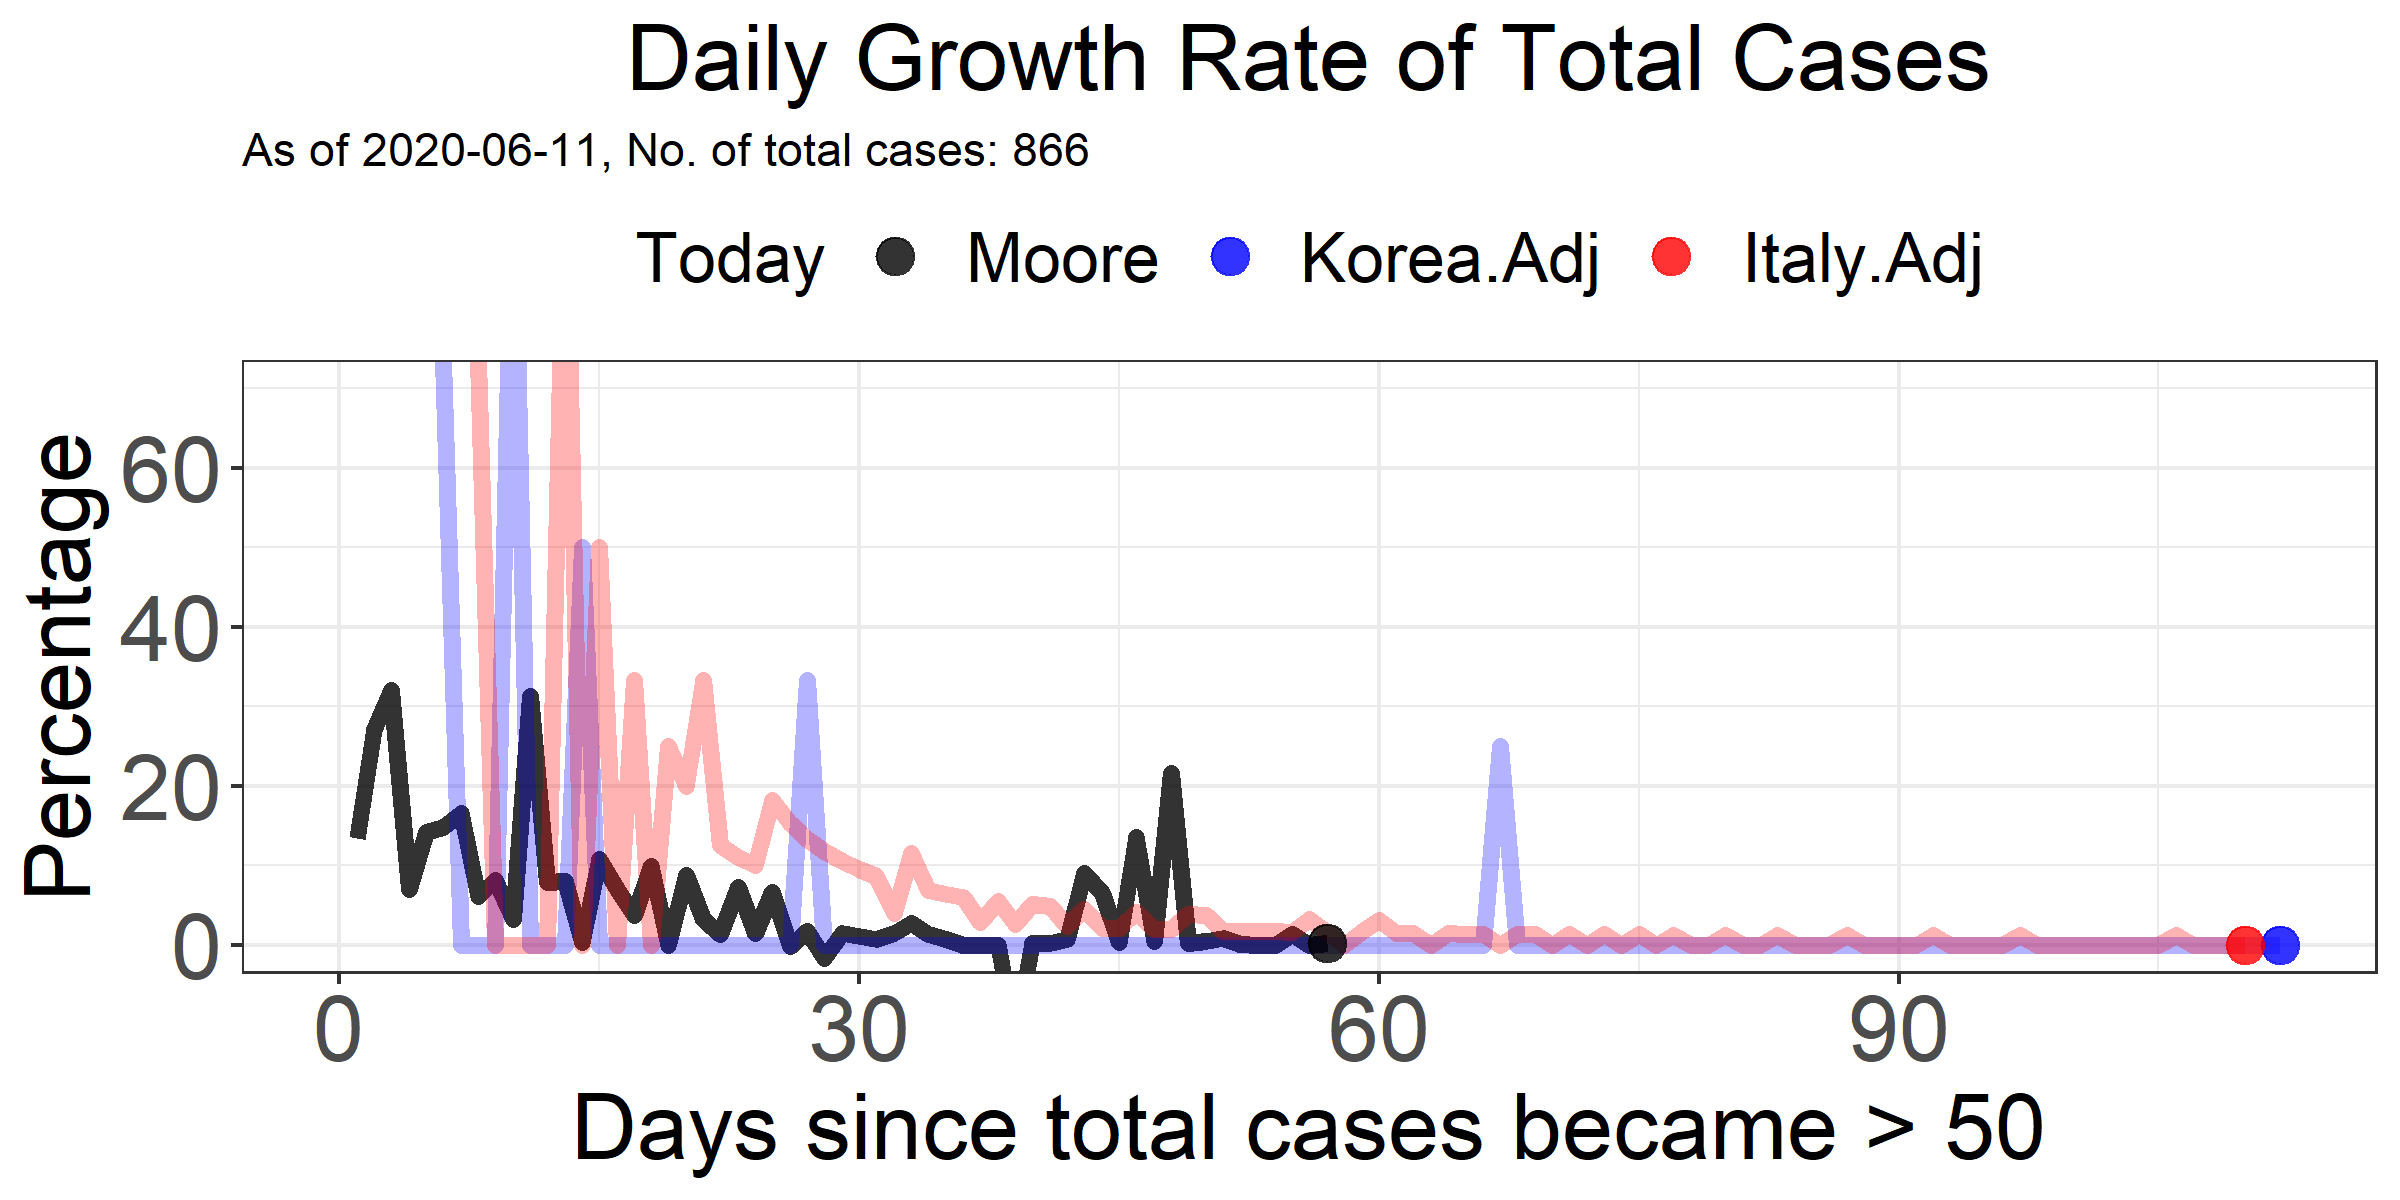 Daily Growth Rate of Total Cases
As of 2020-06-11, No. of total cases: 866
Today Moore Korea.Adj Italy.Adj
Percentage
60
40
20
0
0 30 60 90
Days since total cases became > 50